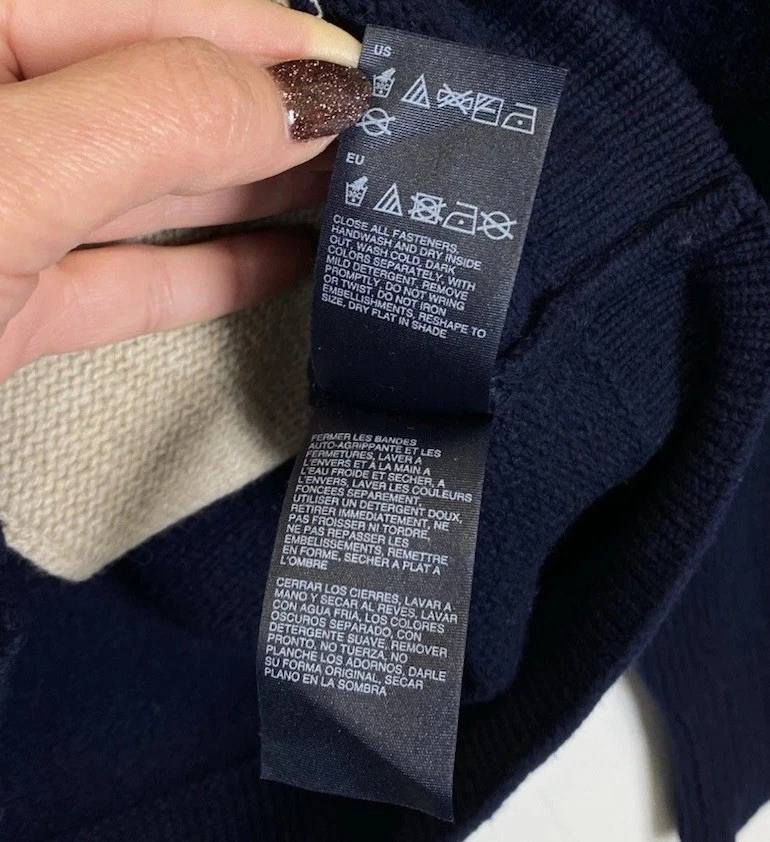 US
EU
CLOSE ALL FASTENERS,
HANDWASH AND DRY INSIDE
OUT, WASH COLD. DARK
COLORS SEPARATELY, WITH
MILD DETERGENT. REMOVE
PROMPTLY, DO NOT WRING
OR TWIST, DO NOT IRON
EMBELLISHMENTS, RESHAPE TO
SIZE, DRY FLAT IN SHADE
FERMER LES BANDES
AUTO-AGRIPPANTE ET LES
FERMETURES, LAVER A
L'ENVERS ET À LA MAIN A
L'EAU FROIDE ET SECHER, A
L'ENVERS, LAVER LES COULEURS
FONCEES SEPAREMENT,
UTILISER UN DETERGENT DOUX,
RETIRER IMMEDIATEMENT, NE
PAS FROISSER NI TORDRE,
NE PAS REPASSER LES
EMBELISSEMENTS, REMETTRE
EN FORME, SECHER A PLAT À
L'OMBRE
CERRAR LOS CIERRES, LAVAR A
MANO Y SECAR AL REVES, LAVAR
CON AGUA FRIA, LOS COLORES
OSCUROS SEPARADO, CON
DETERGENTE SUAVE, REMOVER
PRONTO, NO TUERZA, NO
PLANCHE LOS ADORNOS, DARLE
SU FORMA ORIGINAL, SECAR
PLANO EN LA SOMBRA